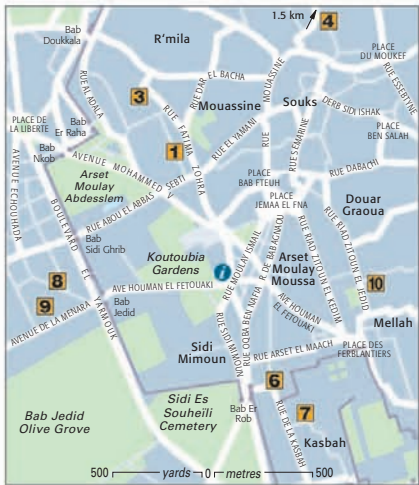 1.5 km
4
Bab
Doukkala
R'mila
PLACE
DU MOUKEF
RUE ESSEBTINE
RUE DAR EL BACHA
MOUASSINE
RUE
3
Mouassine
Souks
DERB SIDI ISHAK
RUE AL ADALA
PLACE DE
LA LIBERTE
Bab
Er Raha
RUE FATIMA ZOHRA
RUE EL YAMANI
RUE SEMARINE
PLACE
BEN SALAH
Bab
Nkob
1
AVENUE MOHAMMED V
RUE DABACHI
AVENUE ECHOUHADA
Arset
Moulay
Abdesslem
PLACE
BAB FTEUH
RUE ABOU EL ABBAS SEBTI
PLACE
JEMAA EL FNA
Douar
Graoua
BOULEVARD EL YARMOUK
Bab
Sidi Ghrib
Koutoubia
Gardens
RUE MOULAY ISMAIL
R E DE BAB AGNAOU
Arset
Moulay
Moussa
RUE RIAD ZITOUN EL KEDIM
RUE RIAD ZITOUN EL JEDID
8
i
10
9
AVE HOUMAN EL FETOUAKI
Bab
Jedid
AVENUE DE LA MENARA
RUE OQBA BEN NAFIA
AVE HOUMAN
EL FETOUAKI
Mellah
Sidi
Mimoun
RUE SIDI MIMOUN
PLACE DES
FERBLANTIERS
RUE ARSET EL MAACH
6
Bab Jedid
Olive Grove
Sidi Es
Souheïli
Cemetery
Bab Er
Rob
7
RUE DE LA KASBAH
Kasbah
500 yards 0 metres 500